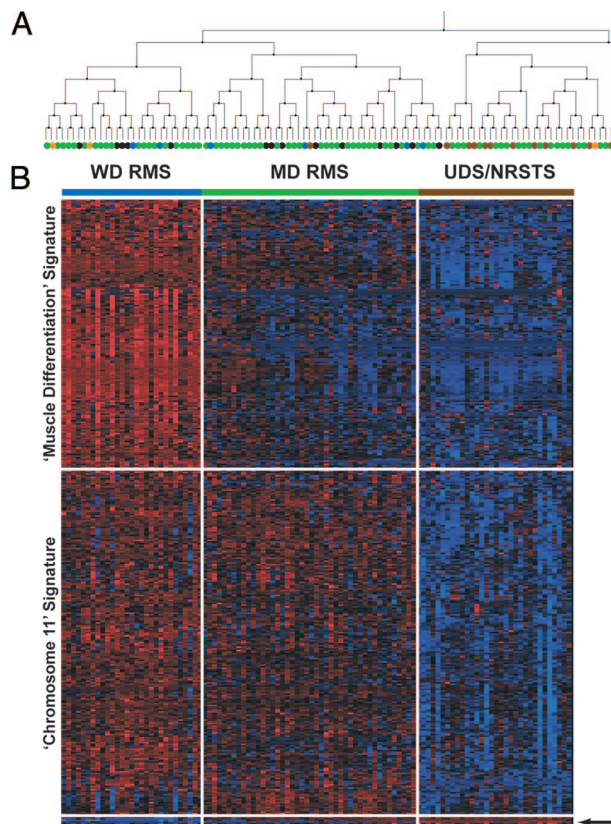 A
B
WD RMS
MD RMS
UDS/NRSTS
'Muscle Differentiation' Signature
'Chromosome 11' Signature